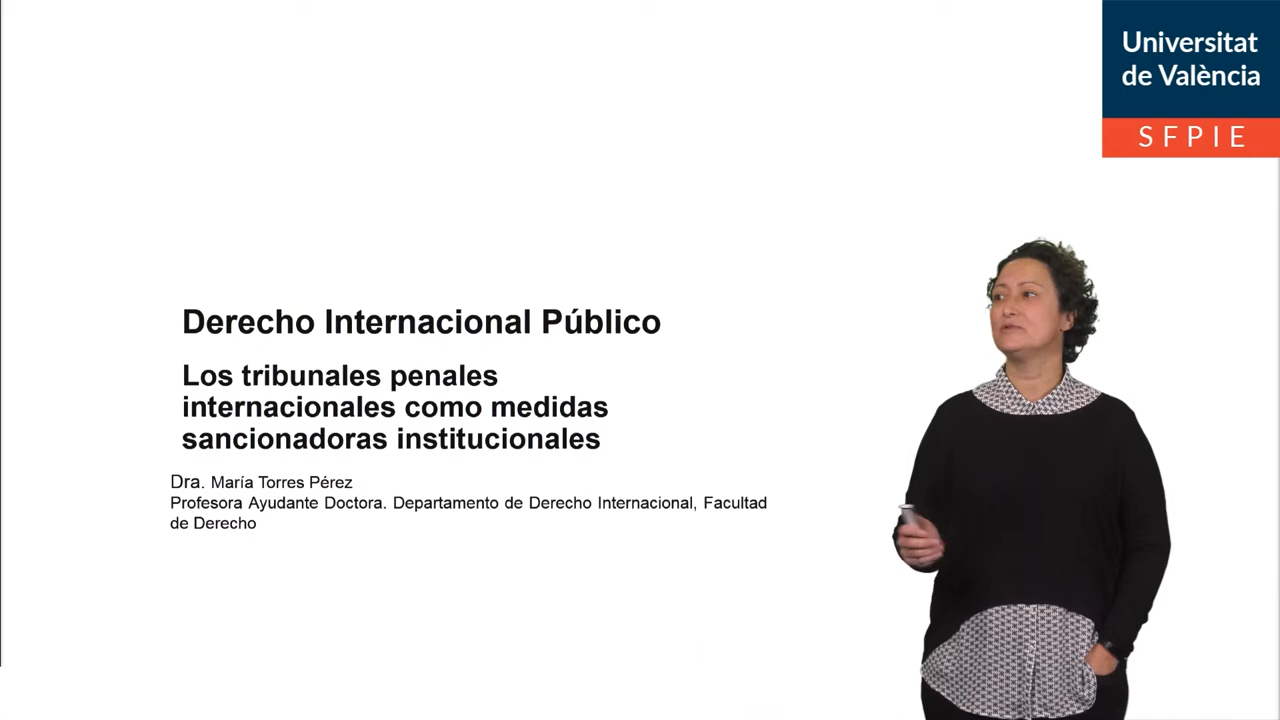 Universitat
de València
SFPIE
Derecho Internacional Público
Los tribunales penales
internacionales como medidas
sancionadoras institucionales
Dra. María Torres Pérez
Profesora Ayudante Doctora. Departamento de Derecho Internacional, Facultad
de Derecho